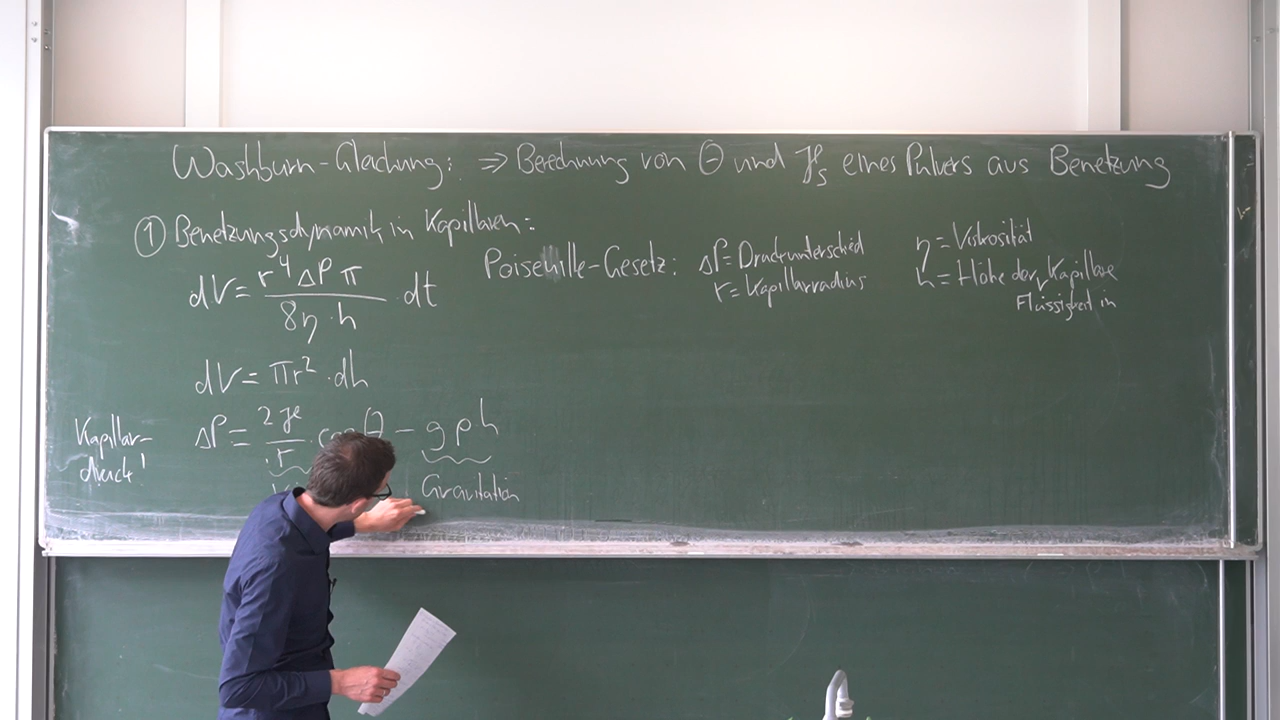 Washburn-Gleichung: ⇒ Berechnung von Θ und γs eines Pulvers aus Benetzung
① Benetzungsdynamik in Kapillaren:
dV = r⁴ ΔP π / 8η · h · dt
Poiseuille-Gesetz: ΔP = Druckunterschied
r = Kapillarradius
η = Viskosität
h = Höhe der Kapillare
Flüssigkeit in
dV = πr² · dh
Kapillar-
druck!
ΔP = 2γ / r · cos Θ - gρh
Gravitation